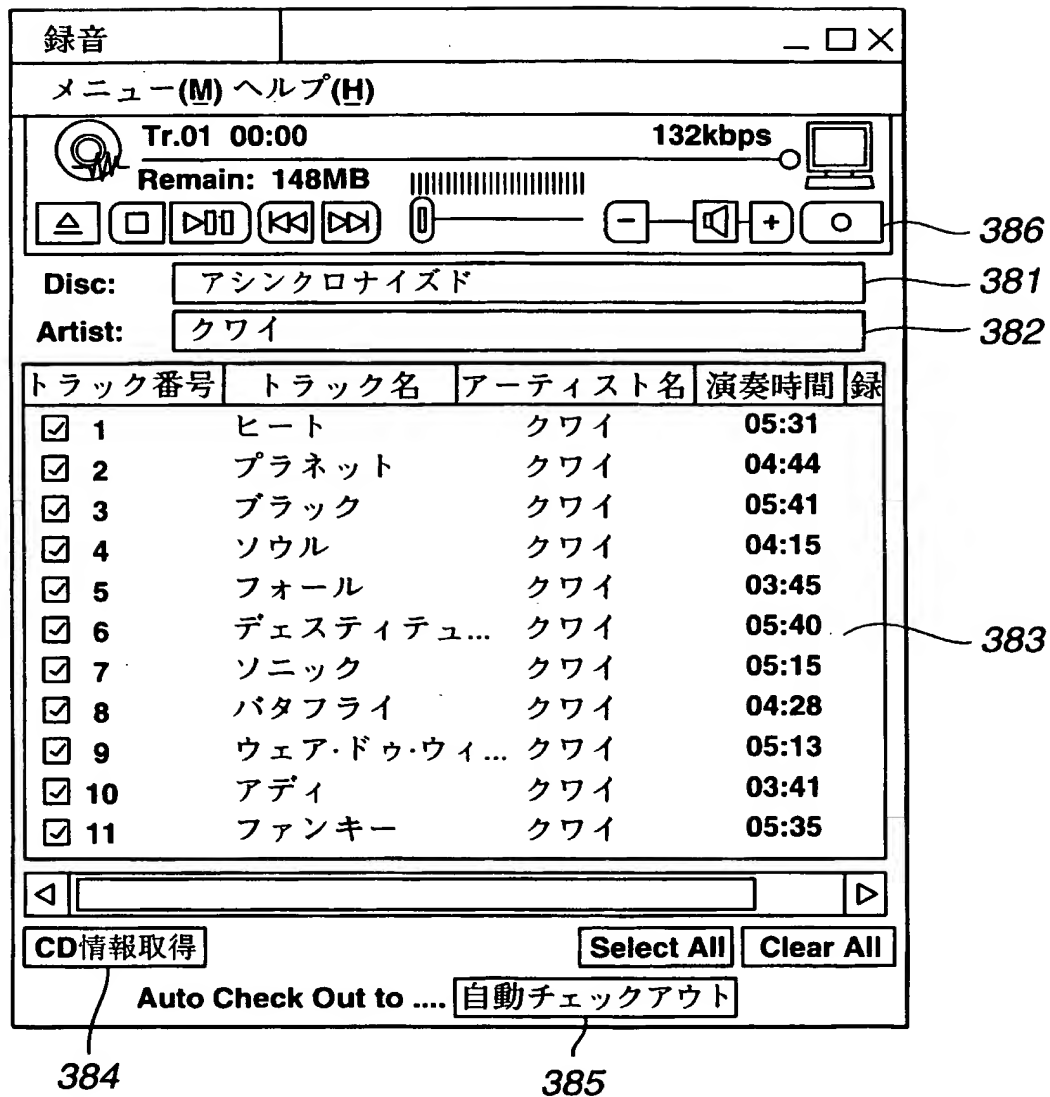 録音
メニュー(M) ヘルプ(H)
Tr.01 00:00 132kbps
Remain: 148MB
386
Disc: アシンクロナイズド 381
Artist: クワイ 382
トラック番号 トラック名 アーティスト名 演奏時間 録
1 ヒート クワイ 05:31
2 プラネット クワイ 04:44
3 ブラック クワイ 05:41
4 ソウル クワイ 04:15
5 フォール クワイ 03:45
6 デェスティテュ... クワイ 05:40 383
7 ソニック クワイ 05:15
8 バタフライ クワイ 04:28
9 ウェア·ドゥ·ウィ... クワイ 05:13
10 アディ クワイ 03:41
11 ファンキー クワイ 05:35
CD情報取得 Select All Clear All
Auto Check Out to .... 自動チェックアウト
384 385